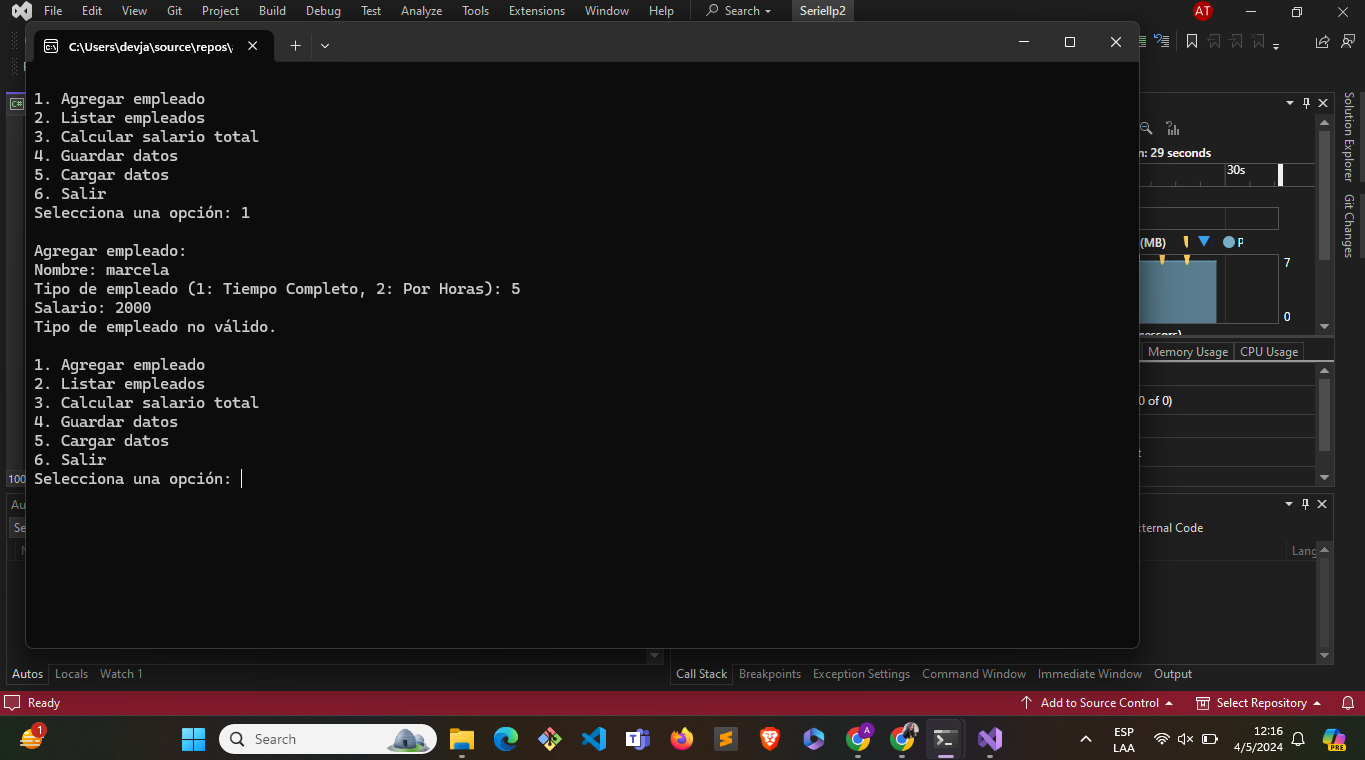 File Edit View Git Project Build Debug Test Analyze Tools Extensions Window Help Search SerieIIp2 AT
C:\Users\devja\source\repos\
1. Agregar empleado
2. Listar empleados
3. Calcular salario total
4. Guardar datos
5. Cargar datos
6. Salir
Selecciona una opción: 1
Agregar empleado:
Nombre: marcela
Tipo de empleado (1: Tiempo Completo, 2: Por Horas): 5
Salario: 2000
Tipo de empleado no válido.
1. Agregar empleado
2. Listar empleados
3. Calcular salario total
4. Guardar datos
5. Cargar datos
6. Salir
Selecciona una opción:
C#
100
Au
Se
n: 29 seconds
30s
(MB) P
7
0
Memory Usage CPU Usage
0 of 0)
t
xternal Code
Lang
Solution Explorer
Git Changes
Autos Locals Watch 1
Call Stack Breakpoints Exception Settings Command Window Immediate Window Output
Ready
Add to Source Control Select Repository
1
Search
A
ESP
LAA
12:16
4/5/2024
PRE